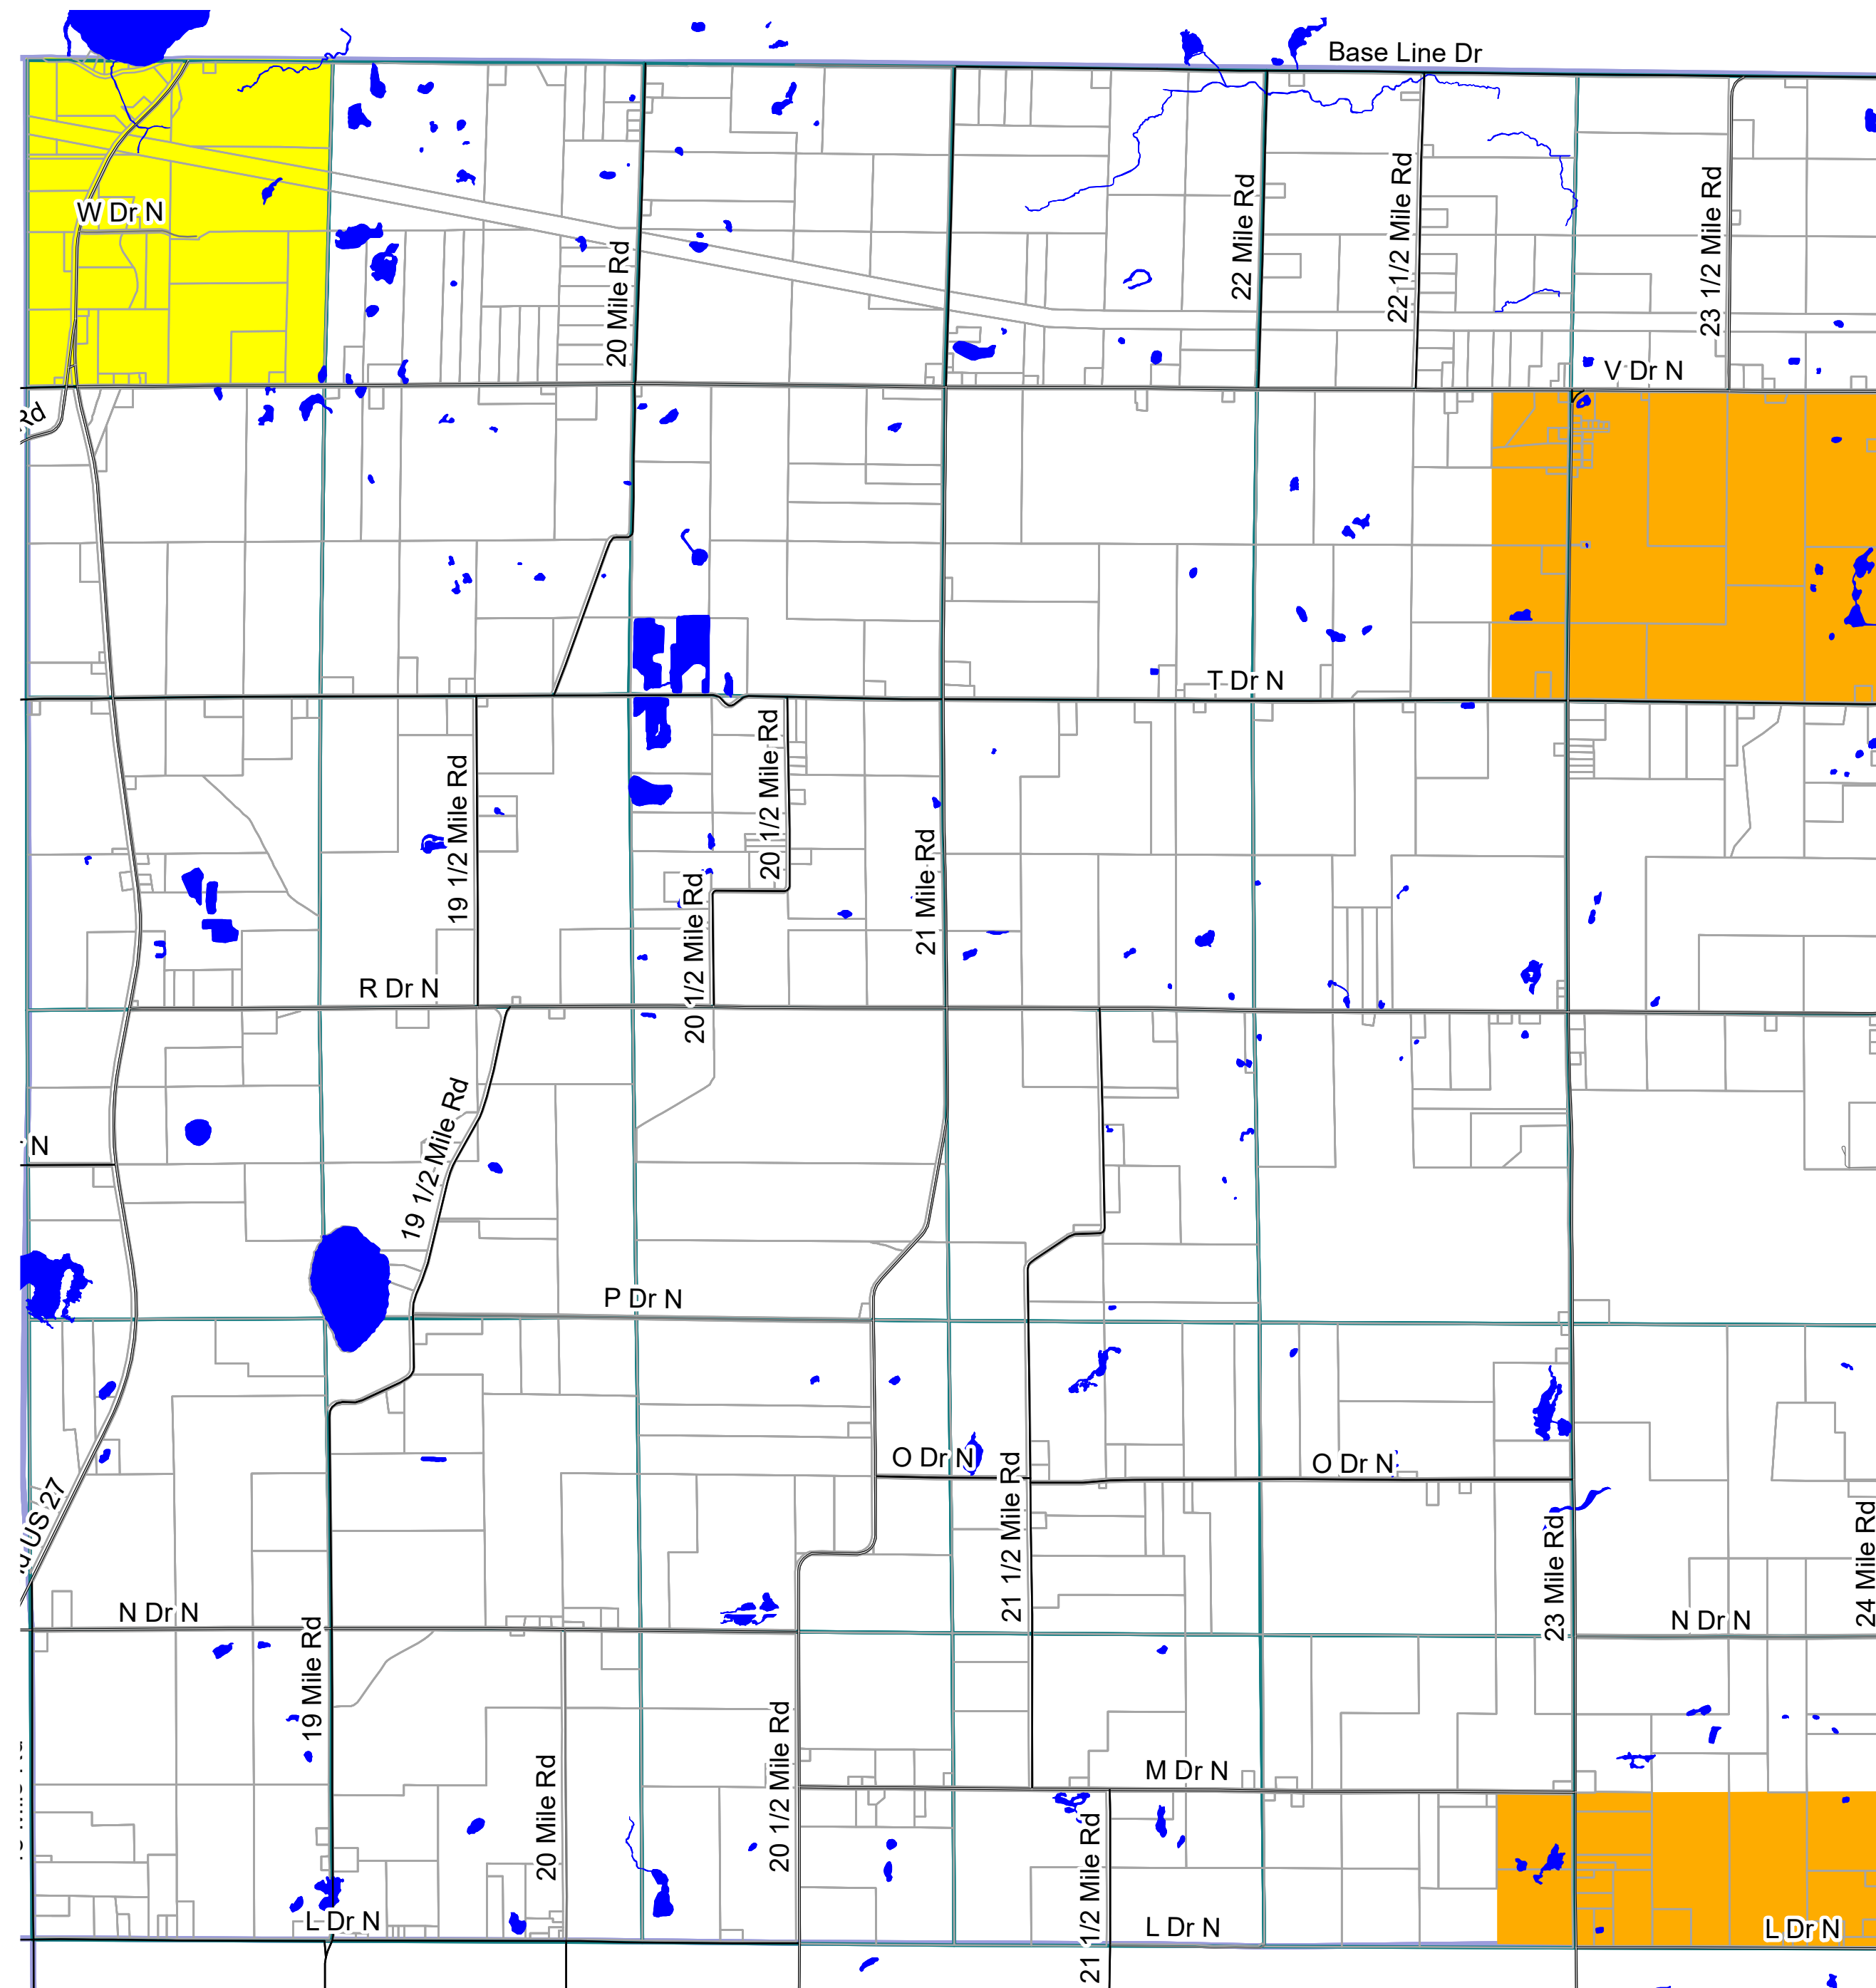 Base Line Dr
W Dr N
20 Mile Rd
22 Mile Rd
22 1/2 Mile Rd
23 1/2 Mile Rd
V Dr N
Rd
T Dr N
19 1/2 Mile Rd
20 1/2 Mile Rd
21 Mile Rd
20 1/2 Mile Rd
R Dr N
19 1/2 Mile Rd
N
P Dr N
O Dr N
O Dr N
US 27
21 1/2 Mile Rd
23 Mile Rd
24 Mile Rd
N Dr N
N Dr N
19 Mile Rd
20 1/2 Mile Rd
20 Mile Rd
M Dr N
21 1/2 Mile Rd
L Dr N
L Dr N
L Dr N